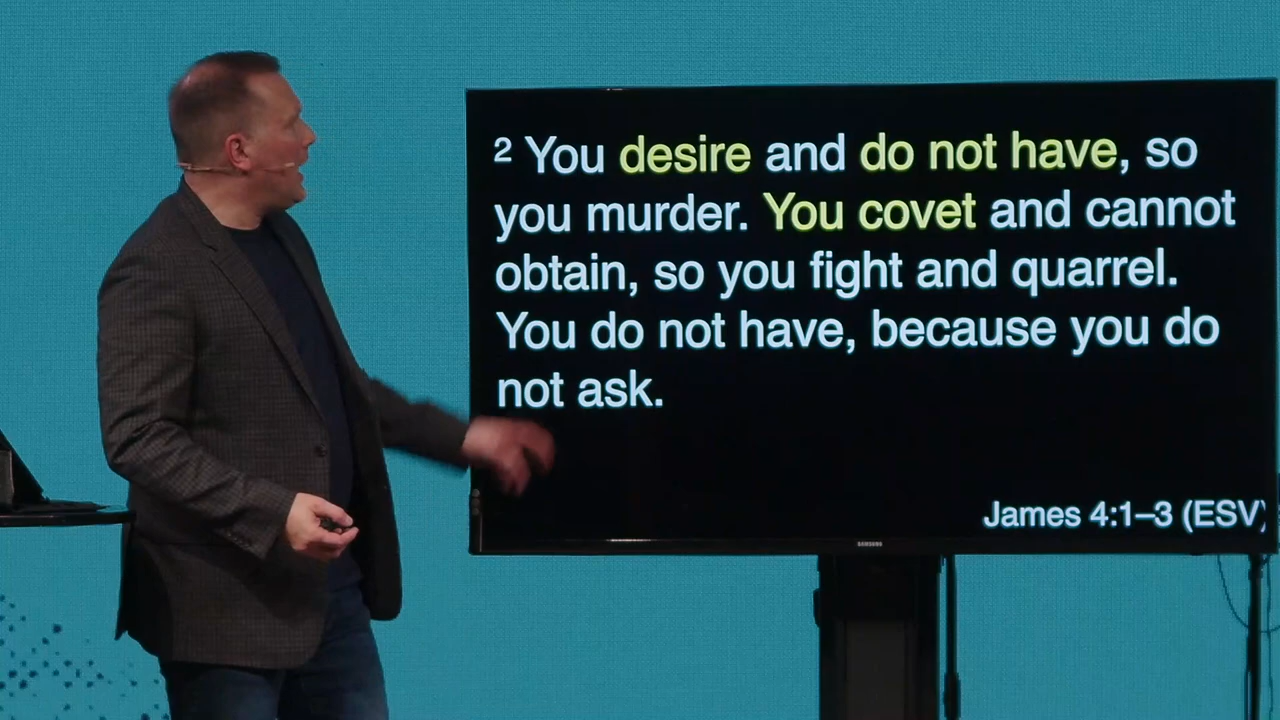 2 You desire and do not have, so
you murder. You covet and cannot
obtain, so you fight and quarrel.
You do not have, because you do
not ask.
James 4:1–3 (ESV)
SAMSUNG